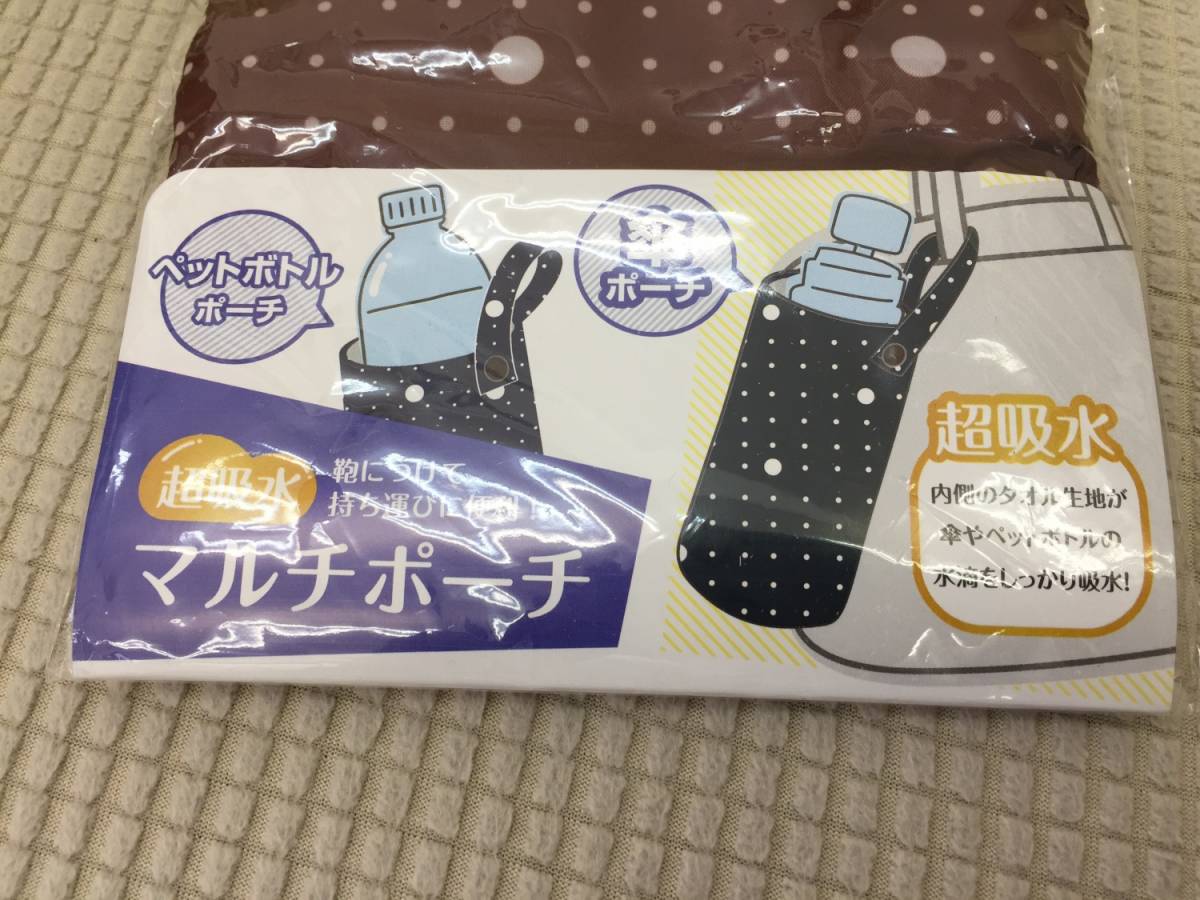 ペットボトル
ポーチ
傘
ポーチ
超吸水
鞄につけて
持ち運びに便利!
マルチポーチ
超吸水
内側のタオル生地が
傘やペットボトルの
水滴をしっかり吸水!